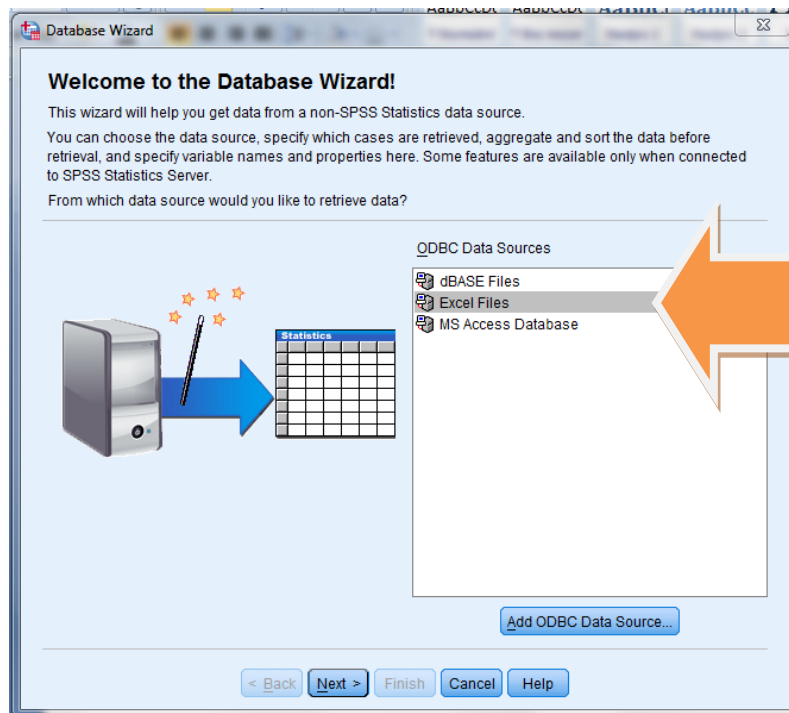 AaBbCcDc AaBbCcDc AaBbCc AaBbCc
Database Wizard
Welcome to the Database Wizard!
This wizard will help you get data from a non-SPSS Statistics data source.
You can choose the data source, specify which cases are retrieved, aggregate and sort the data before
retrieval, and specify variable names and properties here. Some features are available only when connected
to SPSS Statistics Server.
From which data source would you like to retrieve data?
ODBC Data Sources
dBASE Files
Excel Files
MS Access Database
Statistics
Add ODBC Data Source...
< Back Next > Finish Cancel Help